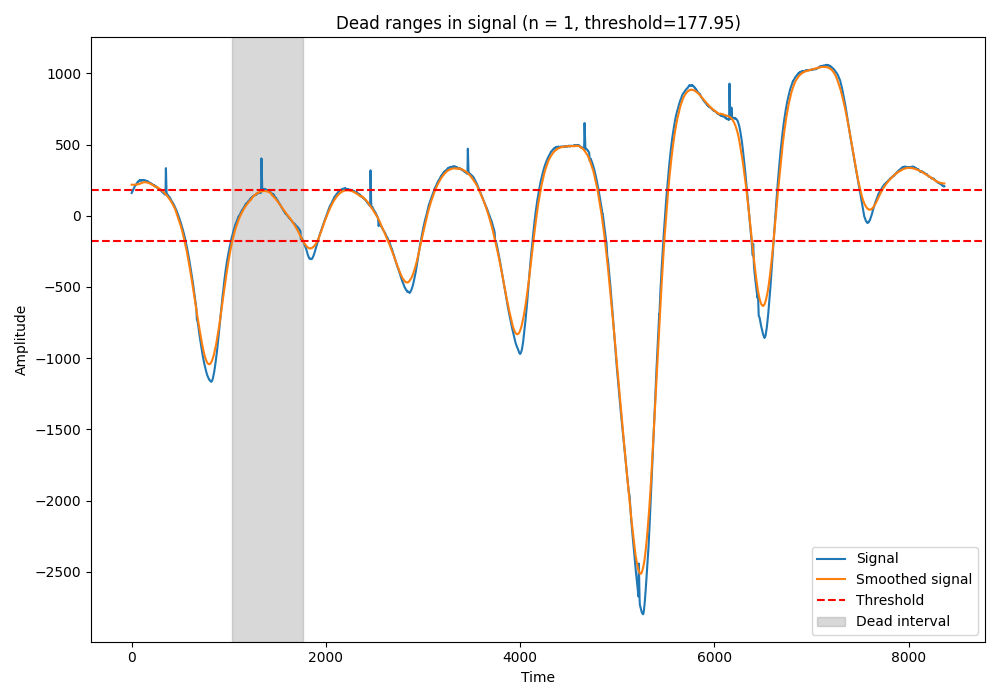 Dead ranges in signal (n = 1, threshold=177.95)
Amplitude
1000
500
0
−500
−1000
−1500
−2000
−2500
0 2000 4000 6000 8000
Time
Signal
Smoothed signal
Threshold
Dead interval